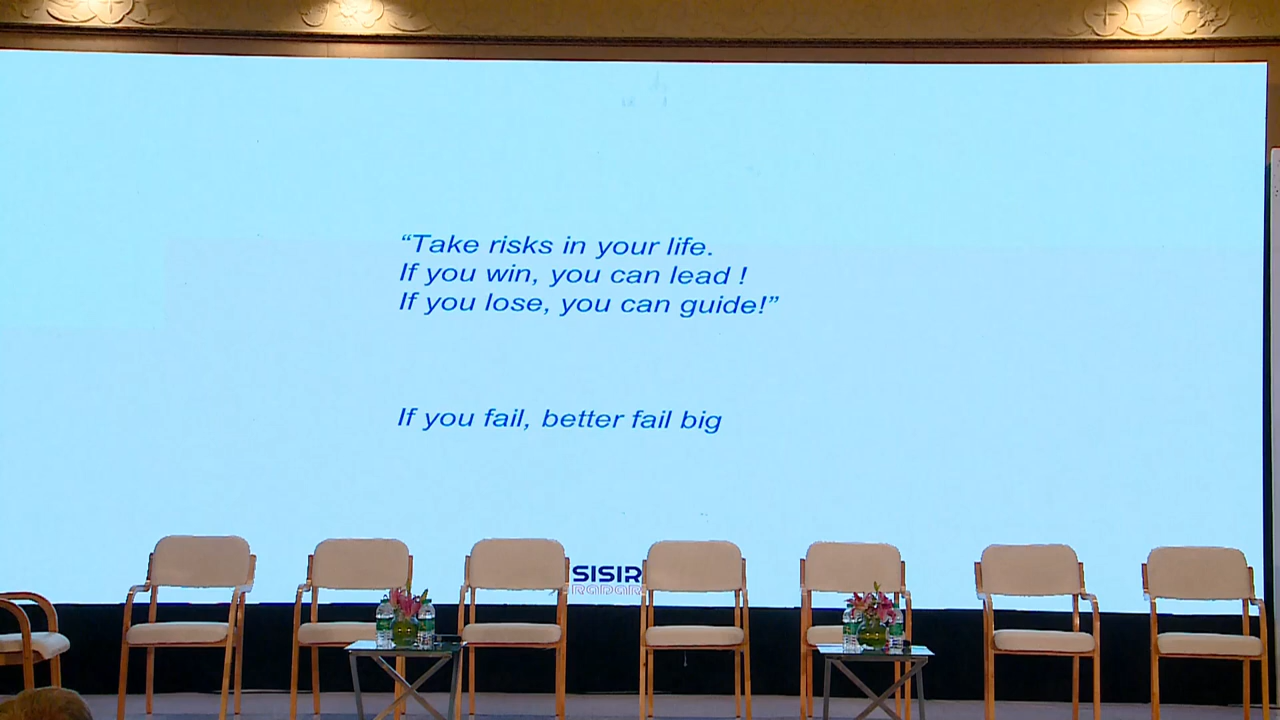 “Take risks in your life.
If you win, you can lead !
If you lose, you can guide!”
If you fail, better fail big
SISIR
RADAR